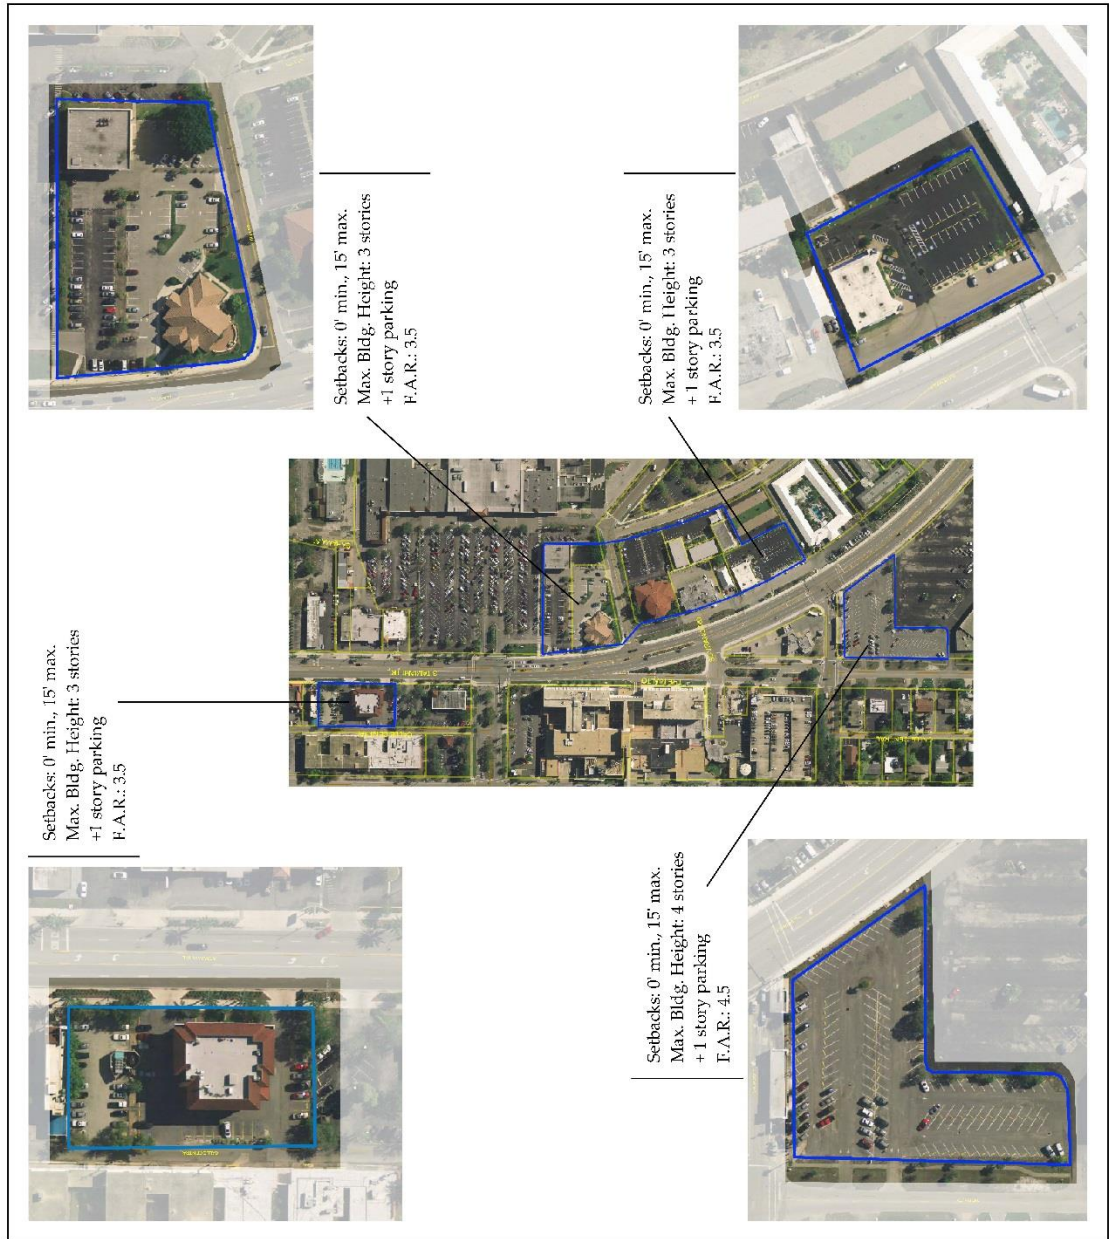 Setbacks: 0' min., 15' max.
Max. Bldg. Height: 3 stories
+1 story parking
F.A.R.: 3.5
Setbacks: 0' min., 15' max.
Max. Bldg. Height: 3 stories
+1 story parking
F.A.R.: 3.5
Setbacks: 0' min., 15' max.
Max. Bldg. Height: 3 stories
+ 1 story parking
F.A.R.: 3.5
Setbacks: 0' min., 15' max.
Max. Bldg. Height: 4 stories
+ 1 story parking
F.A.R.: 4.5